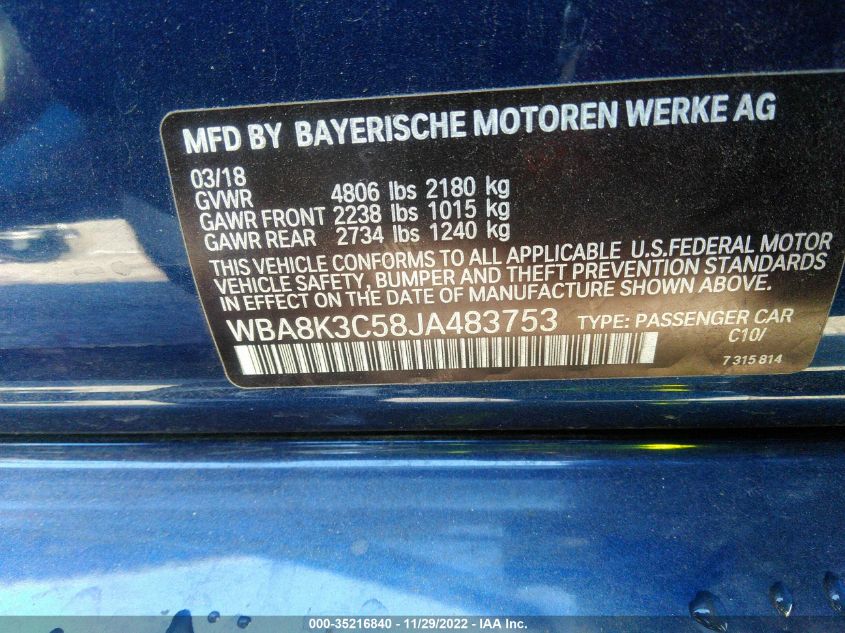 MFD BY BAYERISCHE MOTOREN WERKE AG
03/18
GVWR 4806 lbs 2180 kg
GAWR FRONT 2238 lbs 1015 kg
GAWR REAR 2734 lbs 1240 kg
THIS VEHICLE CONFORMS TO ALL APPLICABLE U.S.FEDERAL MOTOR
VEHICLE SAFETY, BUMPER AND THEFT PREVENTION STANDARDS
IN EFFECT ON THE DATE OF MANUFACTURE SHOWN ABOVE.
WBA8K3C58JA483753 TYPE: PASSENGER CAR
C10/
7 315 814
000-35216840 - 11/29/2022 - IAA Inc.